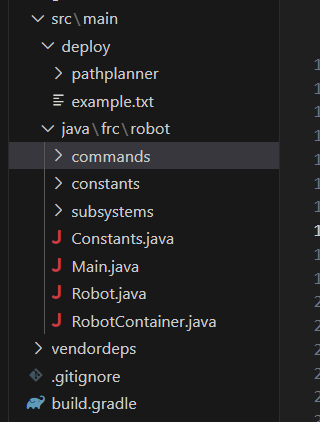 src\main
deploy
pathplanner
example.txt
java\frc\robot
commands
constants
subsystems
J Constants.java
J Main.java
J Robot.java
J RobotContainer.java
vendordeps
.gitignore
build.gradle